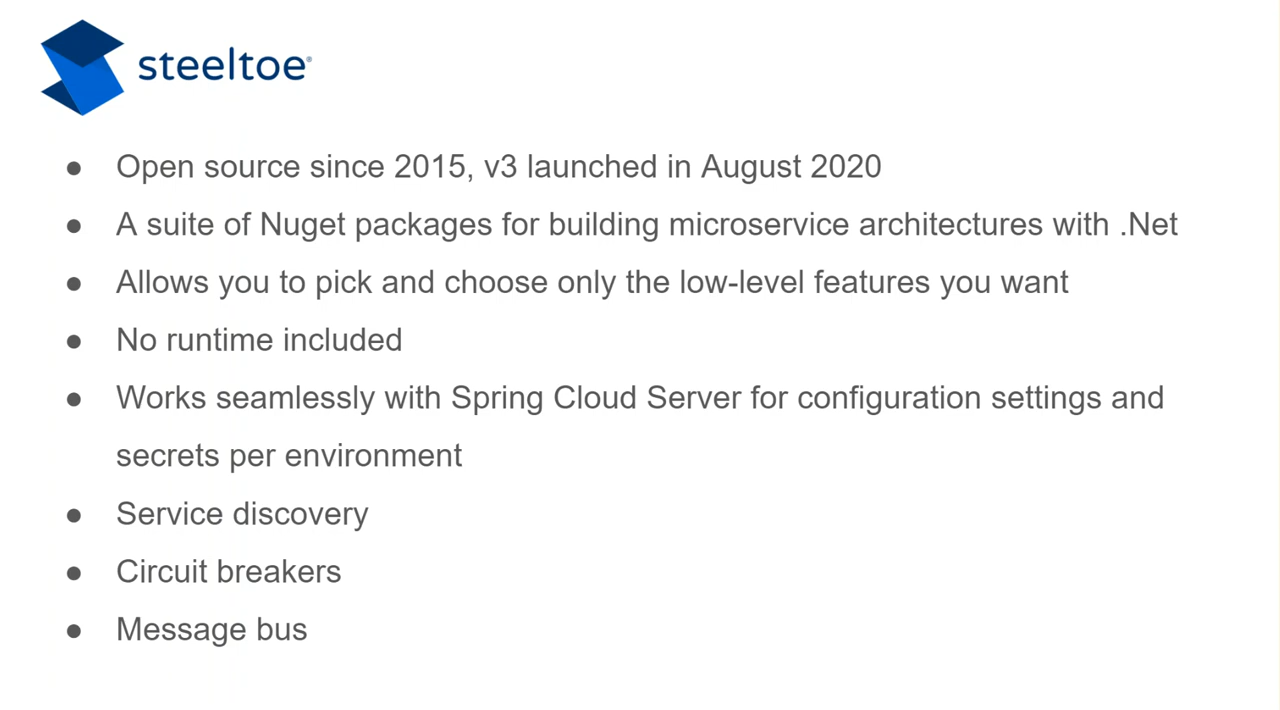 steeltoe®
● Open source since 2015, v3 launched in August 2020
● A suite of Nuget packages for building microservice architectures with .Net
● Allows you to pick and choose only the low-level features you want
● No runtime included
● Works seamlessly with Spring Cloud Server for configuration settings and
secrets per environment
● Service discovery
● Circuit breakers
● Message bus